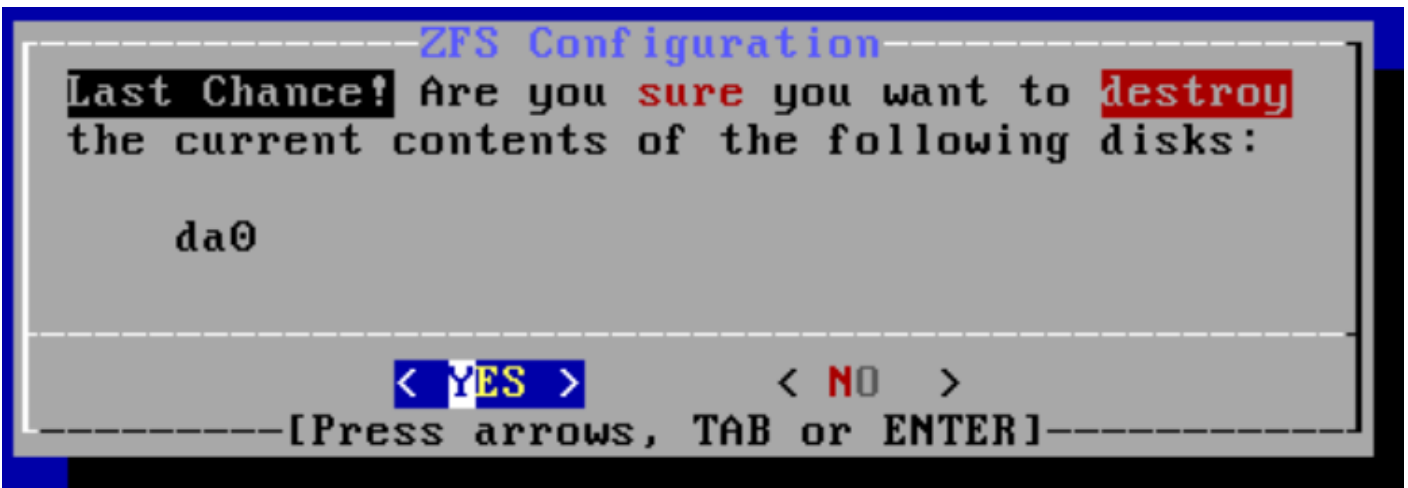 ZFS Configuration
Last Chance! Are you sure you want to destroy
the current contents of the following disks:
da0
< YES > < NO >
[Press arrows, TAB or ENTER]